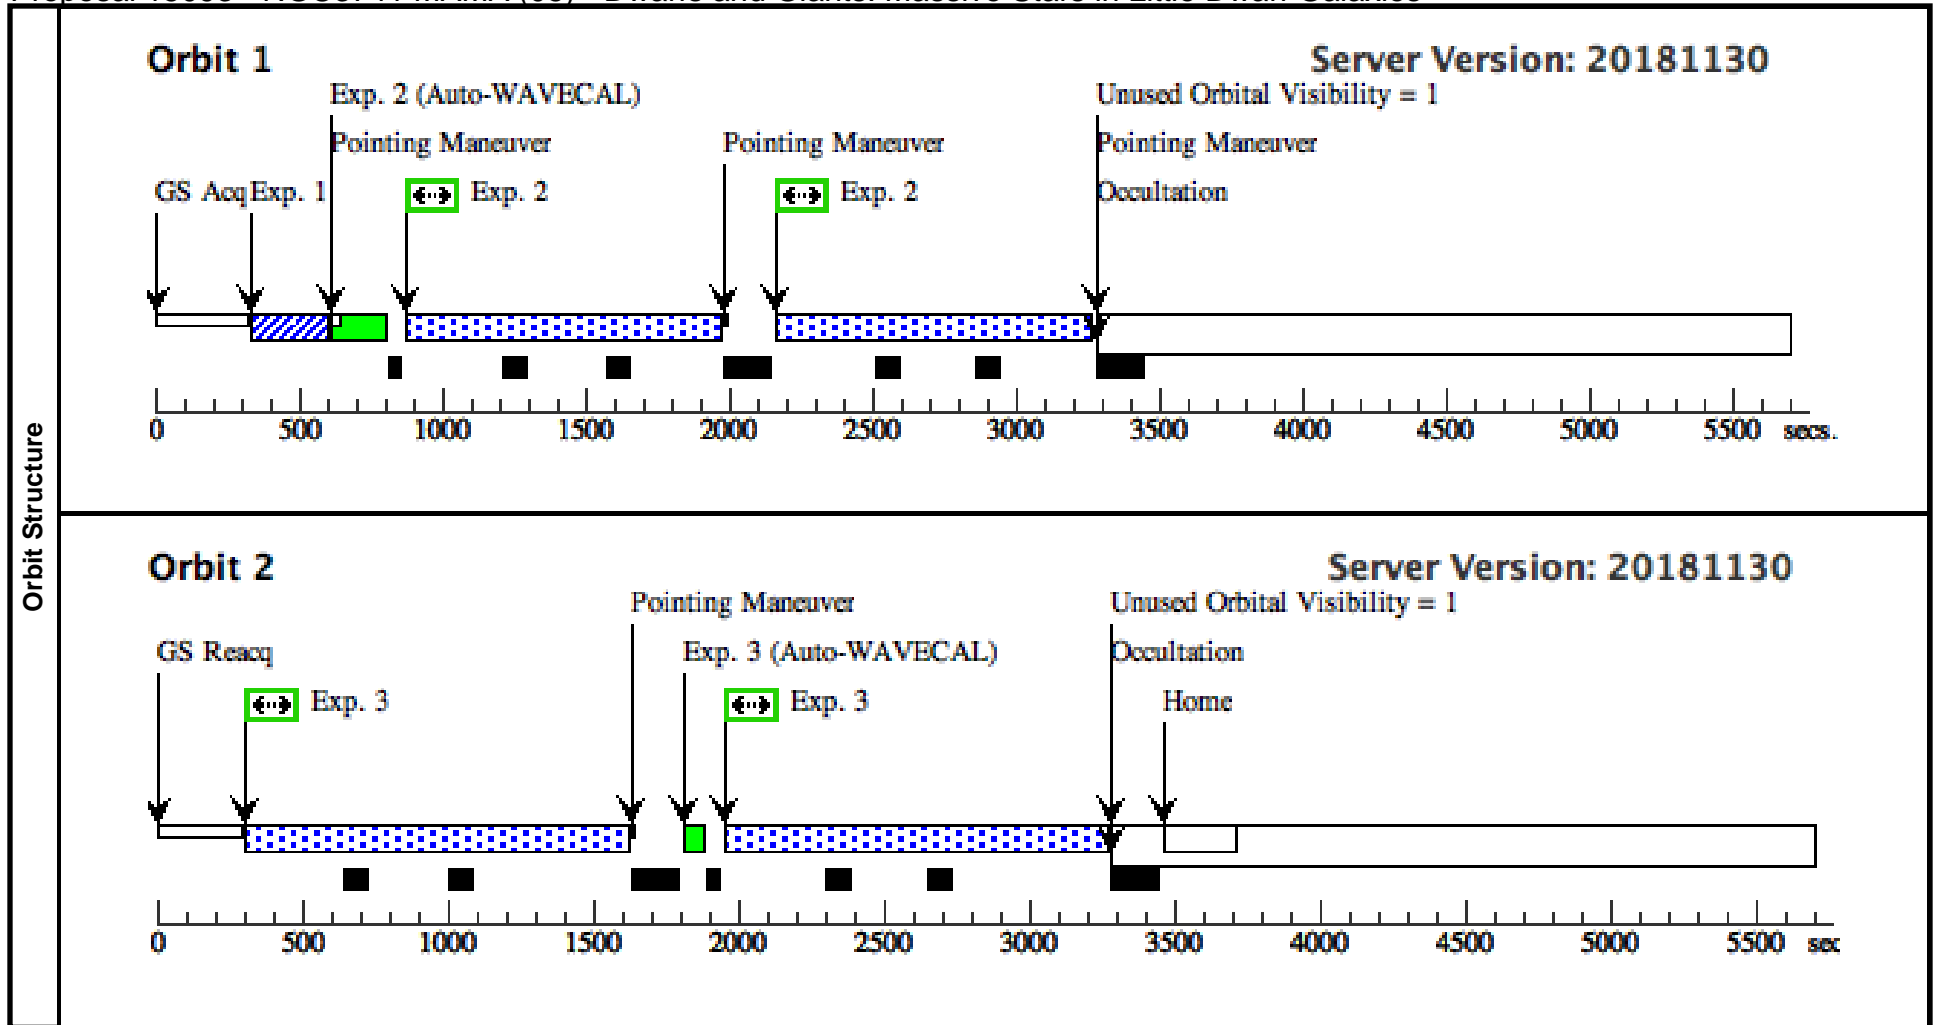 Orbit Structure
Orbit 1
Server Version: 20181130
Exp. 2 (Auto-WAVECAL)
Unused Orbital Visibility = 1
Pointing Maneuver
Pointing Maneuver
Pointing Maneuver
GS Acq
Exp. 1
Exp. 2
Exp. 2
Occultation
0 500 1000 1500 2000 2500 3000 3500 4000 4500 5000 5500 secs.
Orbit 2
Server Version: 20181130
Pointing Maneuver
Unused Orbital Visibility = 1
GS Reacq
Exp. 3 (Auto-WAVECAL)
Occultation
Exp. 3
Exp. 3
Home
0 500 1000 1500 2000 2500 3000 3500 4000 4500 5000 5500 sec